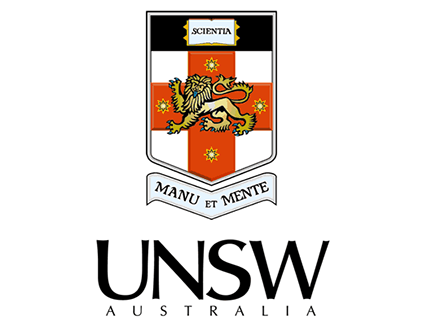 SCIENTIA
MANU ET MENTE
UNSW
AUSTRALIA